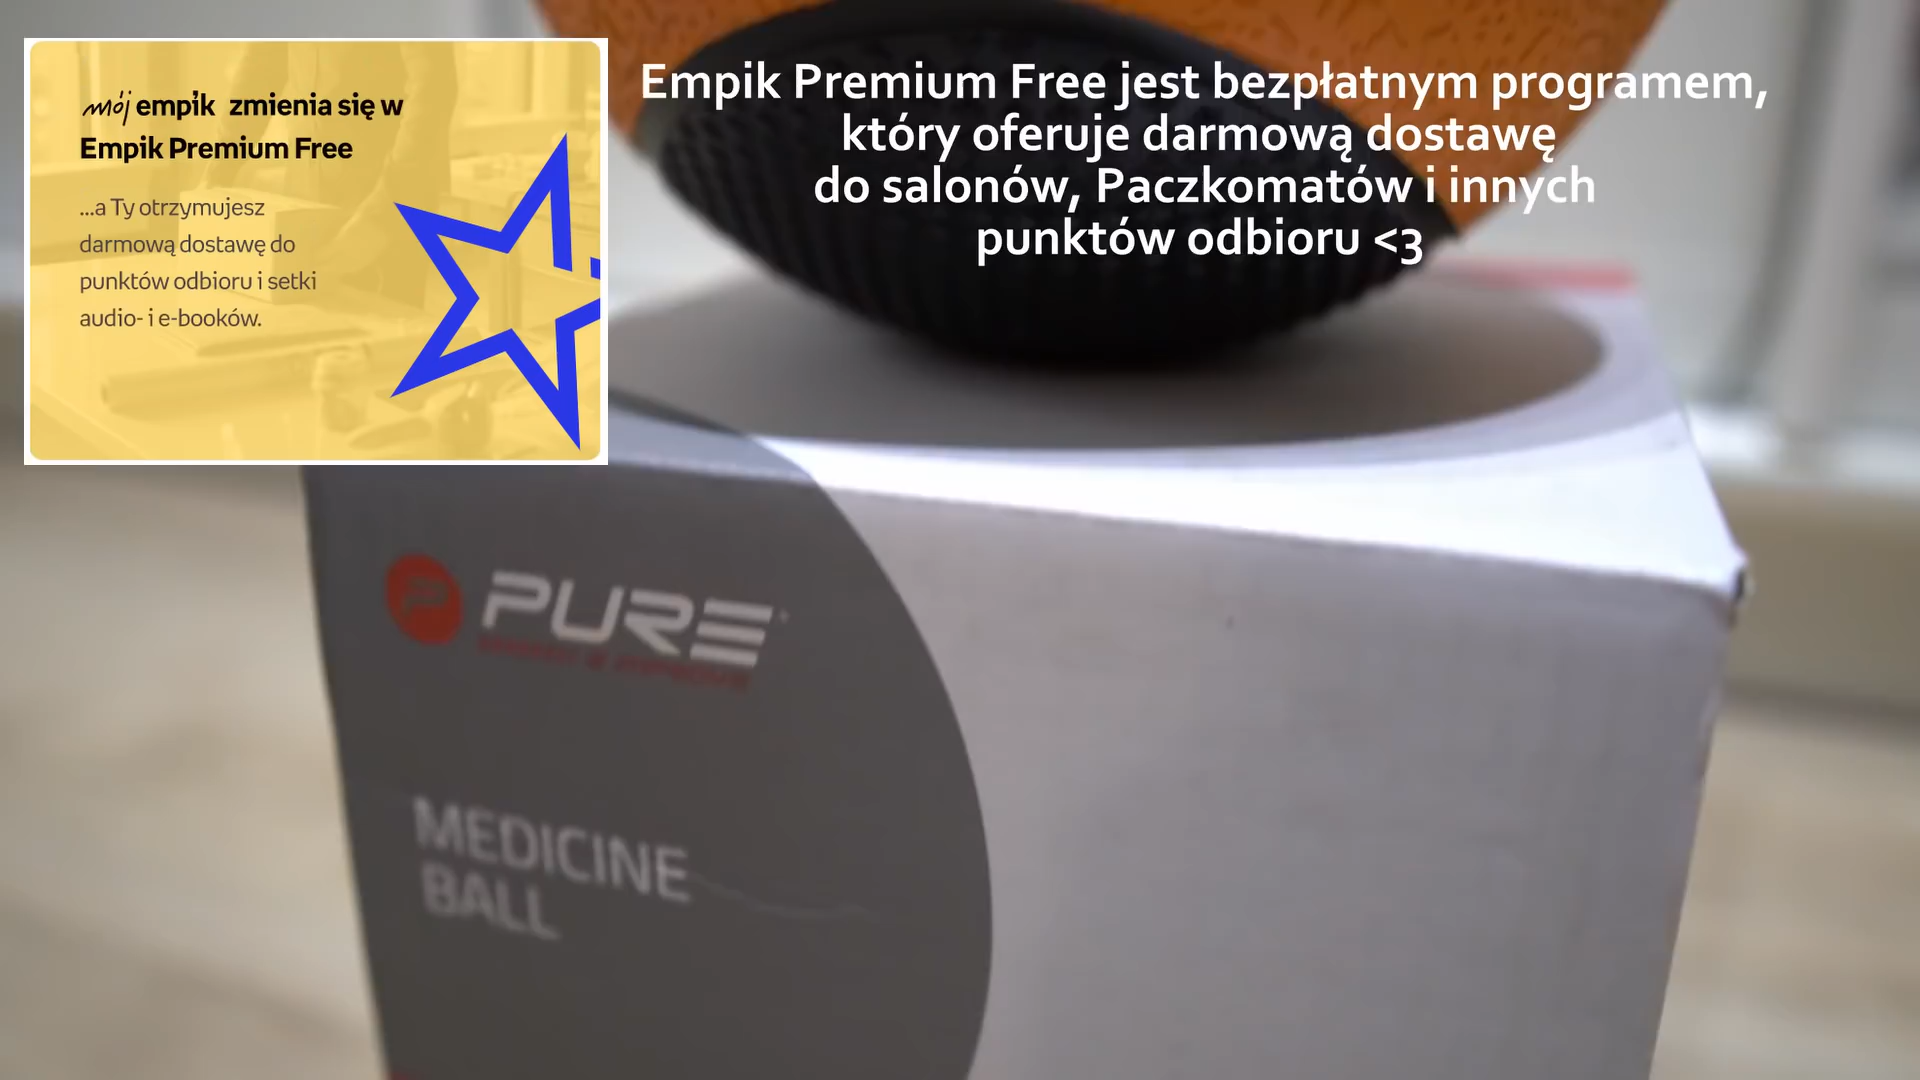 mój empik zmienia się w
Empik Premium Free
...a Ty otrzymujesz
darmową dostawę do
punktów odbioru i setki
audio- i e-booków.
Empik Premium Free jest bezpłatnym programem,
który oferuje darmową dostawę
do salonów, Paczkomatów i innych
punktów odbioru <3
PURE
MEDICINE
BALL